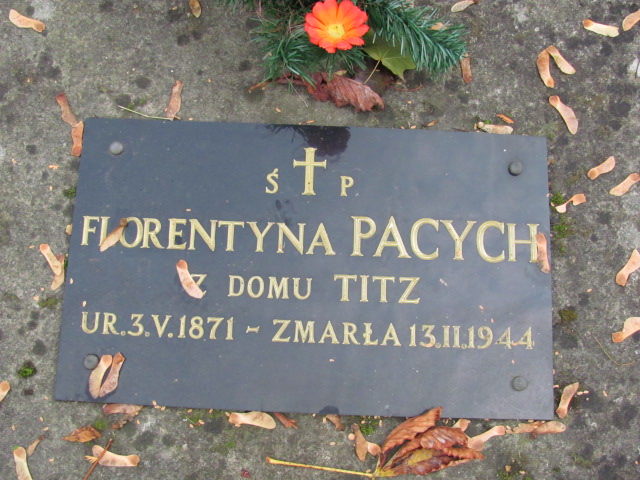 Ś P
FLORENTYNA PACYCH
Z DOMU TITZ
UR. 3. V. 1871 - ZMARŁA 13.II.1944